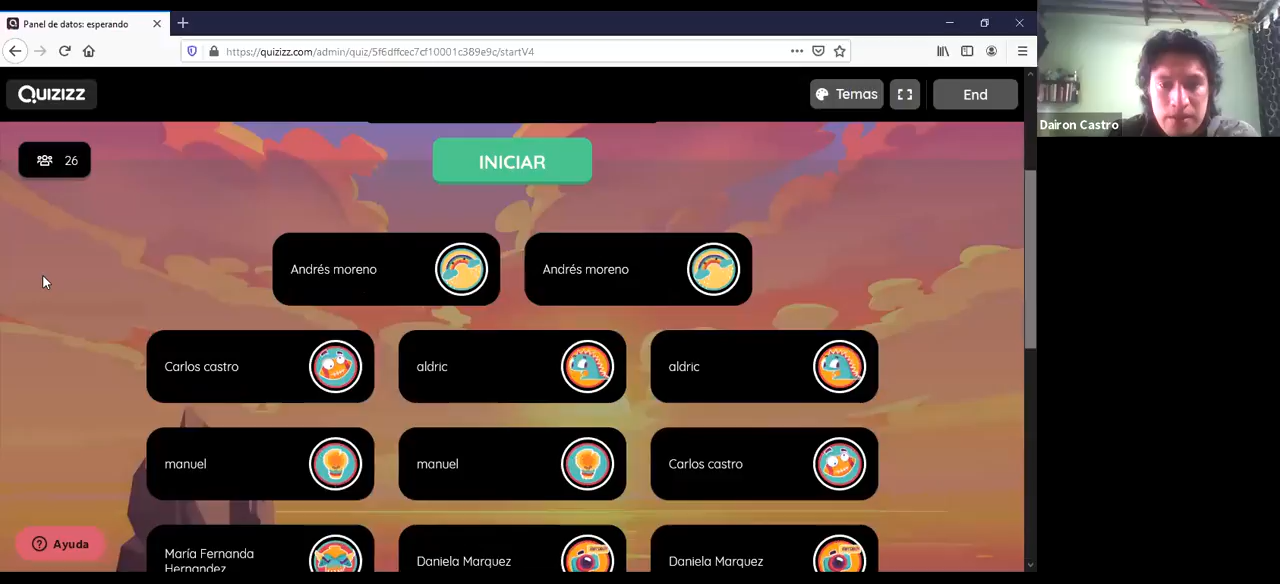 Panel de datos: esperando
https://quizizz.com/admin/quiz/5f6dffcec7cf10001c389e9c/startV4
Quizizz
Temas
End
Dairon Castro
26
INICIAR
Andrés moreno
Andrés moreno
Carlos castro
aldric
aldric
manuel
manuel
Carlos castro
María Fernanda
Hernandez
Daniela Marquez
Daniela Marquez
Ayuda